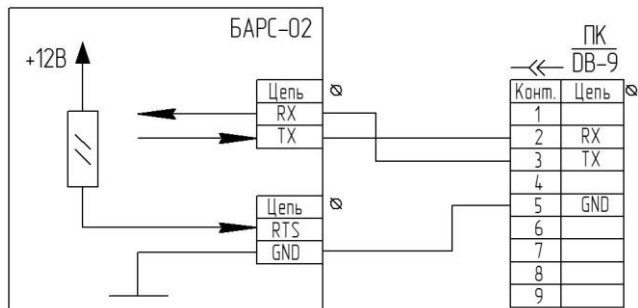 БАРС-02
+12В
Цепь
RX
TX
Цепь
RTS
GND
ПК
DB-9
Конт. Цепь
1
2 RX
3 TX
4
5 GND
6
7
8
9